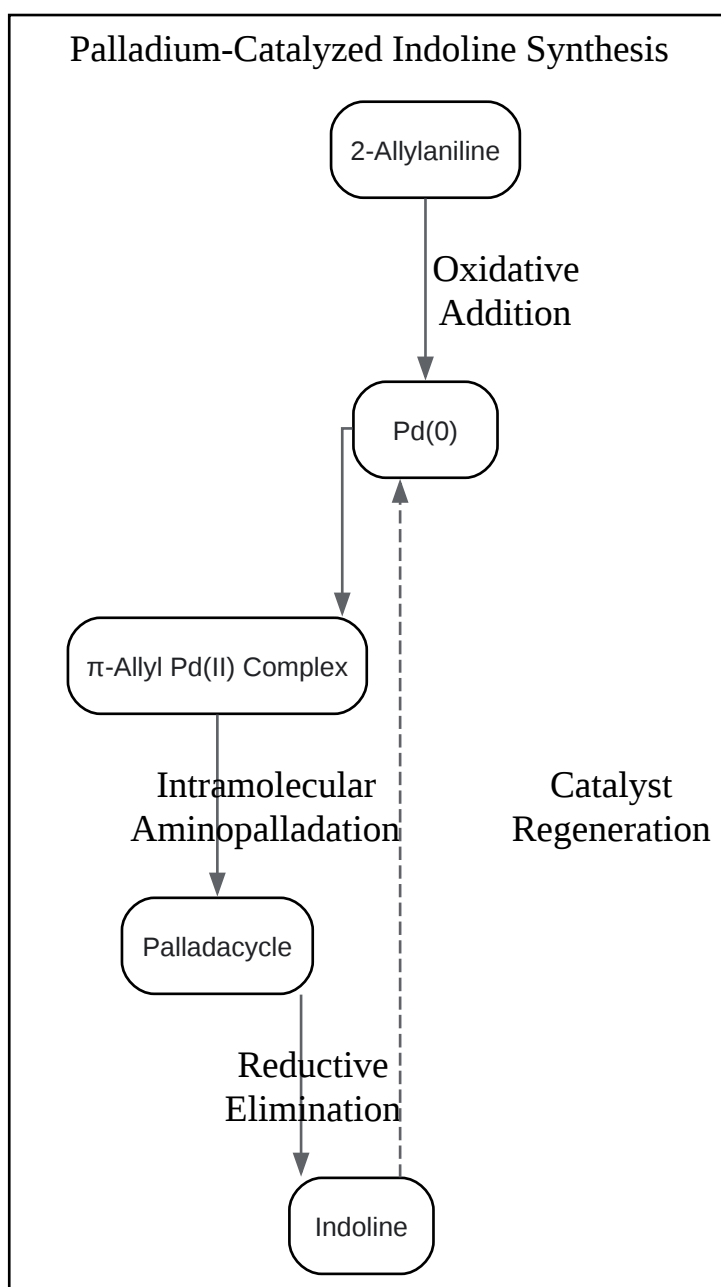 Palladium-Catalyzed Indoline Synthesis
2-Allylaniline
Oxidative
Addition
Pd(0)
π-Allyl Pd(II) Complex
Intramolecular
Aminopalladation
Catalyst
Regeneration
Palladacycle
Reductive
Elimination
Indoline